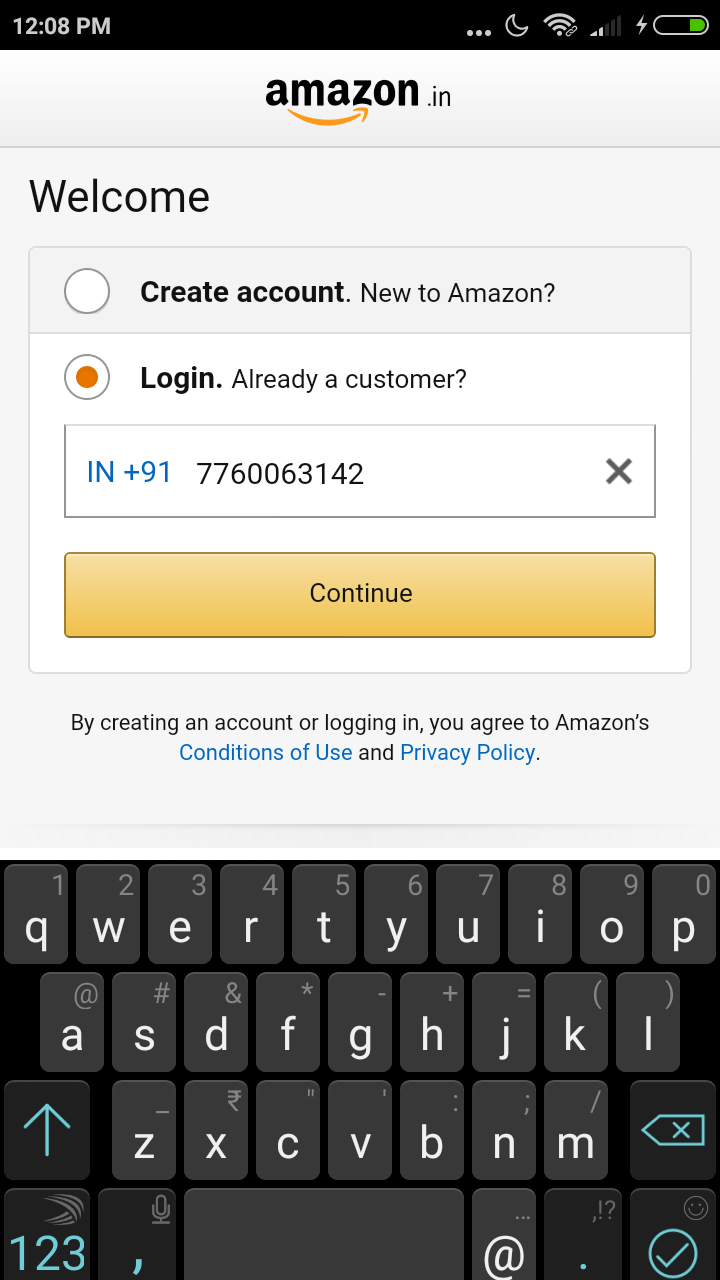 12:08 PM
amazon.in
Welcome
Create account. New to Amazon?
Login. Already a customer?
IN +91 7760063142
Continue
By creating an account or logging in, you agree to Amazon's
Conditions of Use and Privacy Policy.
1 2 3 4 5 6 7 8 9 0
q w e r t y u i o p
@ # & * - + = ( )
a s d f g h j k l
_ ₹ " ' : ; /
z x c v b n m
... ,!?
123 , @ .